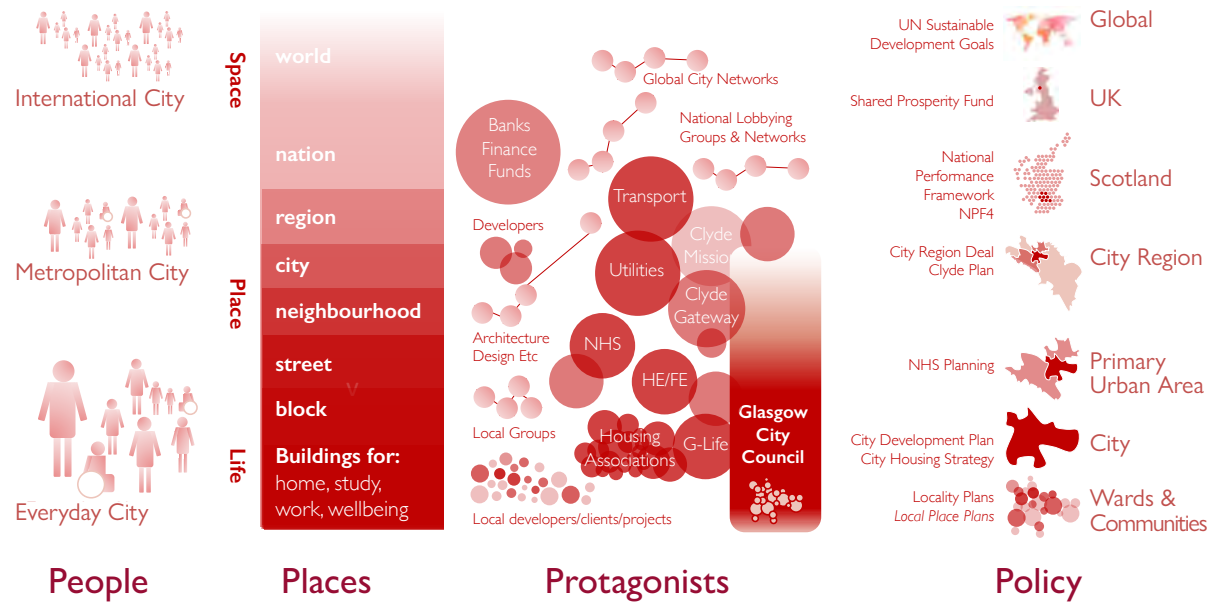 International City
Metropolitan City
Everyday City
People
Space
Place
Life
world
nation
region
city
neighbourhood
street
v
block
Buildings for:
home, study,
work, wellbeing
Places
Global City Networks
Banks
Finance
Funds
National Lobbying
Groups & Networks
Transport
Developers
Clyde
Missio
Utilities
Clyde
Gateway
Architecture
Design Etc
NHS
HE/FE
Local Groups
Housing
Associations
G-Life
Glasgow
City
Council
Local developers/clients/projects
Protagonists
UN Sustainable
Development Goals
Global
Shared Prosperity Fund
UK
National
Performance
Framework
NPF4
Scotland
City Region Deal
Clyde Plan
City Region
NHS Planning
Primary
Urban Area
City Development Plan
City Housing Strategy
City
Locality Plans
Local Place Plans
Wards &
Communities
Policy